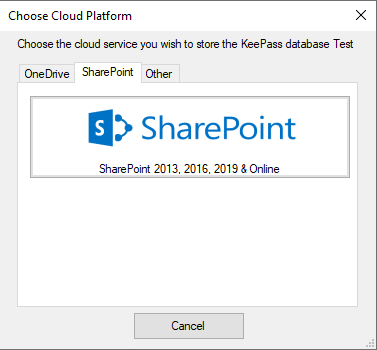 Choose Cloud Platform
Choose the cloud service you wish to store the KeePass database Test
OneDrive SharePoint Other
S SharePoint
SharePoint 2013, 2016, 2019 & Online
Cancel